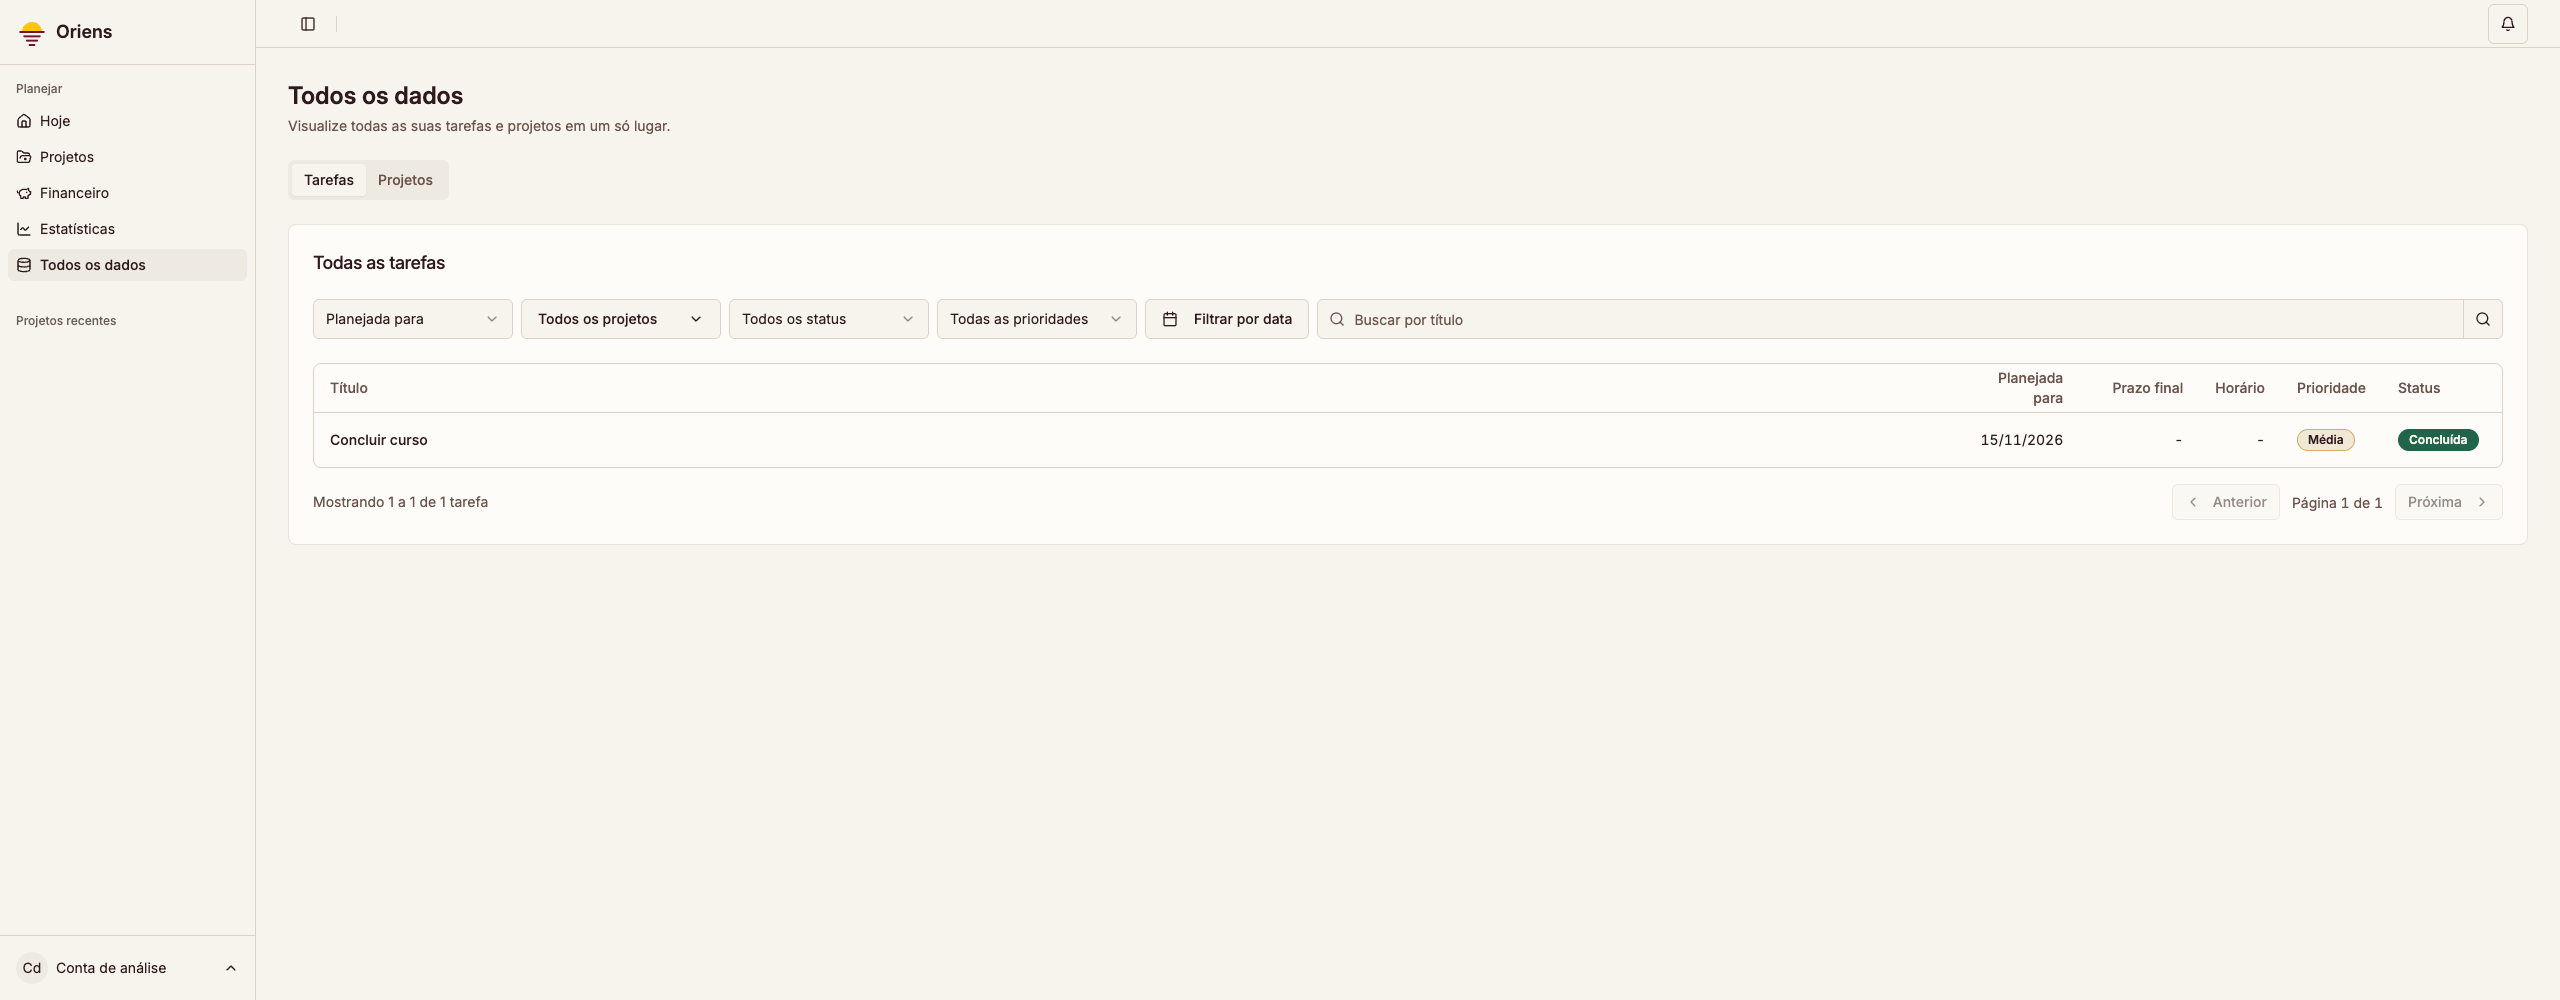 Oriens
Planejar
Hoje
Projetos
Financeiro
Estatísticas
Todos os dados
Projetos recentes
Cd
Conta de análise
Todos os dados
Visualize todas as suas tarefas e projetos em um só lugar.
Tarefas
Projetos
Todas as tarefas
Planejada para
Todos os projetos
Todos os status
Todas as prioridades
Filtrar por data
Buscar por título
Título
Planejada
para
Prazo final
Horário
Prioridade
Status
Concluir curso
15/11/2026
-
-
Média
Concluída
Mostrando 1 a 1 de 1 tarefa
Anterior
Página 1 de 1
Próxima